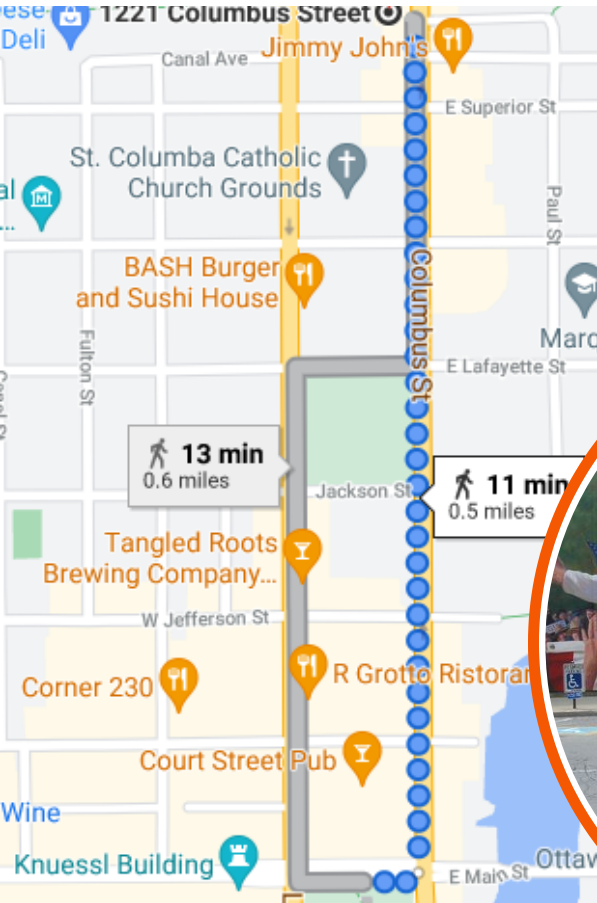 1221 Columbus Street
Deli
Canal Ave
Jimmy John's
E Superior St
St. Columba Catholic
Church Grounds
Paul St
BASH Burger
and Sushi House
Columbus St
Fulton St
E Lafayette St
13 min
0.6 miles
11 min
0.5 miles
Jackson St
Tangled Roots
Brewing Company...
W Jefferson St
Corner 230
R Grotto Ristorar
Court Street Pub
Wine
Knuessl Building
E Main St